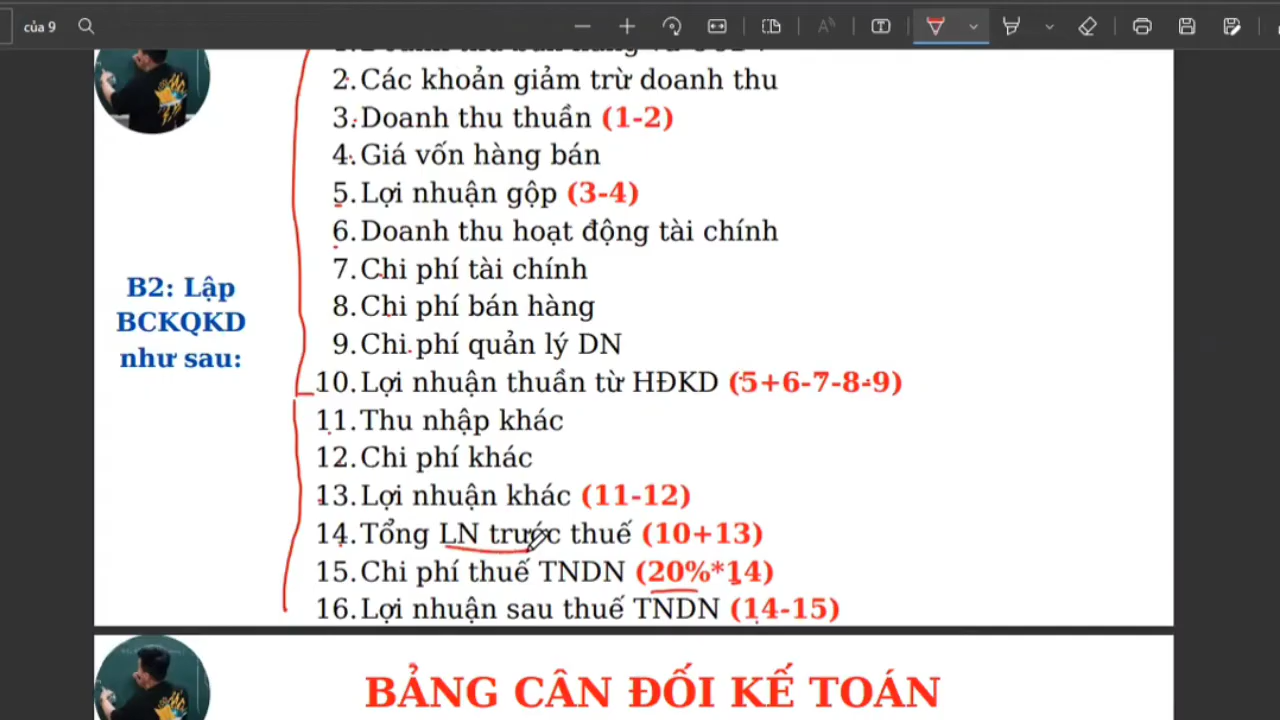 của 9
2. Các khoản giảm trừ doanh thu
3. Doanh thu thuần (1-2)
4. Giá vốn hàng bán
5. Lợi nhuận gộp (3-4)
6. Doanh thu hoạt động tài chính
7. Chi phí tài chính
8. Chi phí bán hàng
9. Chi phí quản lý DN
10. Lợi nhuận thuần từ HĐKD (5+6-7-8-9)
11. Thu nhập khác
12. Chi phí khác
13. Lợi nhuận khác (11-12)
14. Tổng LN trước thuế (10+13)
15. Chi phí thuế TNDN (20%*14)
16. Lợi nhuận sau thuế TNDN (14-15)
B2: Lập
BCKQKD
như sau:
BẢNG CÂN ĐỐI KẾ TOÁN